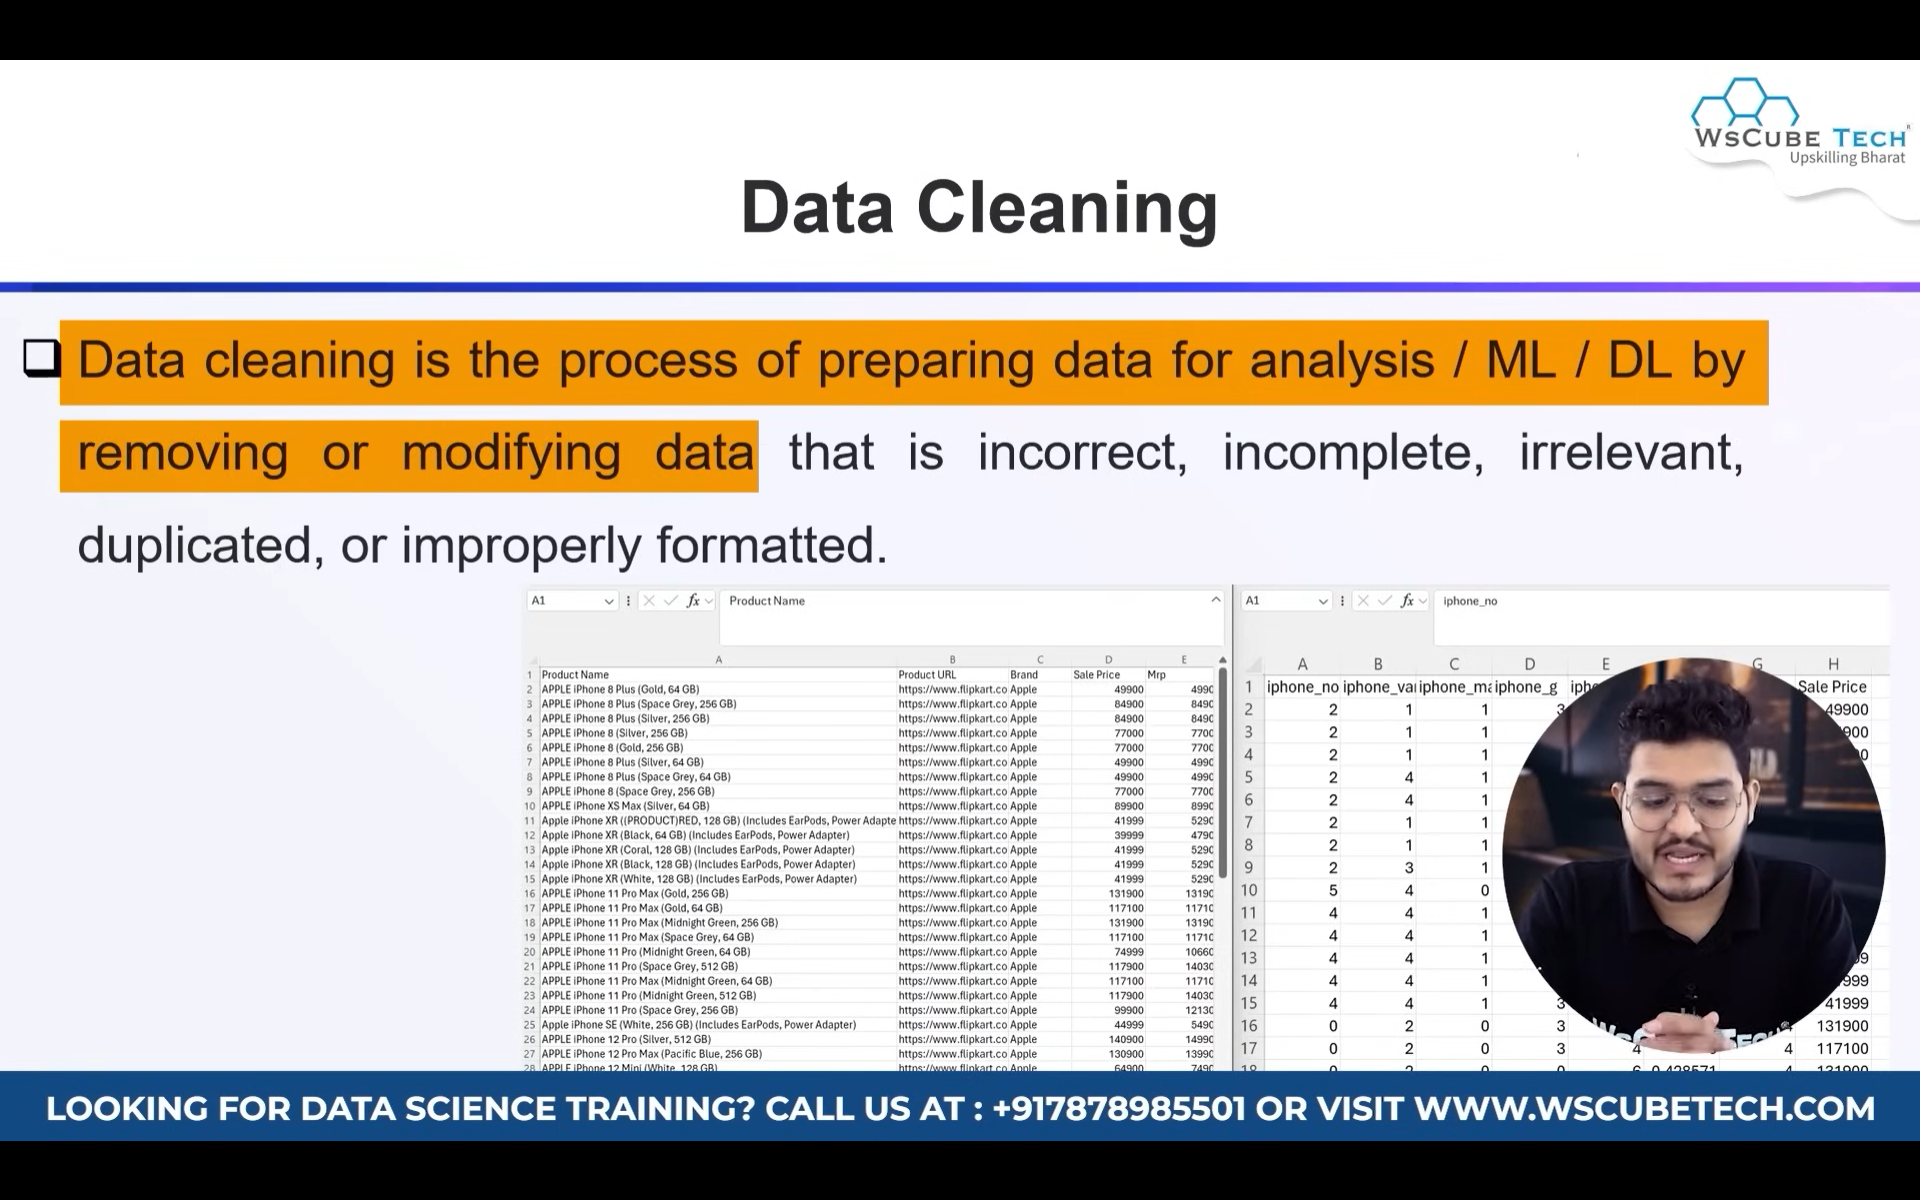 WsCube Tech
Upskilling Bharat
Data Cleaning
Data cleaning is the process of preparing data for analysis / ML / DL by
removing or modifying data that is incorrect, incomplete, irrelevant,
duplicated, or improperly formatted.
A1 fx Product Name
A B C D E
1 Product Name Product URL Brand Sale Price Mrp
2 APPLE iPhone 8 Plus (Gold, 64 GB) https://www.flipkart.co Apple 49900 4990
3 APPLE iPhone 8 Plus (Space Grey, 256 GB) https://www.flipkart.co Apple 84900 8490
4 APPLE iPhone 8 Plus (Silver, 256 GB) https://www.flipkart.co Apple 84900 8490
5 APPLE iPhone 8 (Silver, 256 GB) https://www.flipkart.co Apple 77000 7700
6 APPLE iPhone 8 (Gold, 256 GB) https://www.flipkart.co Apple 77000 7700
7 APPLE iPhone 8 Plus (Silver, 64 GB) https://www.flipkart.co Apple 49900 4990
8 APPLE iPhone 8 Plus (Space Grey, 64 GB) https://www.flipkart.co Apple 49900 4990
9 APPLE iPhone 8 (Space Grey, 256 GB) https://www.flipkart.co Apple 77000 7700
10 APPLE iPhone XS Max (Silver, 64 GB) https://www.flipkart.co Apple 89900 8990
11 Apple iPhone XR ((PRODUCT)RED, 128 GB) (Includes EarPods, Power Adapte https://www.flipkart.co Apple 41999 5290
12 Apple iPhone XR (Black, 64 GB) (Includes EarPods, Power Adapter) https://www.flipkart.co Apple 39999 4790
13 Apple iPhone XR (Coral, 128 GB) (Includes EarPods, Power Adapter) https://www.flipkart.co Apple 41999 5290
14 Apple iPhone XR (Black, 128 GB) (Includes EarPods, Power Adapter) https://www.flipkart.co Apple 41999 5290
15 Apple iPhone XR (White, 128 GB) (Includes EarPods, Power Adapter) https://www.flipkart.co Apple 41999 5290
16 APPLE iPhone 11 Pro Max (Gold, 256 GB) https://www.flipkart.co Apple 131900 13190
17 APPLE iPhone 11 Pro Max (Gold, 64 GB) https://www.flipkart.co Apple 117100 11710
18 APPLE iPhone 11 Pro Max (Midnight Green, 256 GB) https://www.flipkart.co Apple 131900 13190
19 APPLE iPhone 11 Pro Max (Space Grey, 64 GB) https://www.flipkart.co Apple 117100 11710
20 APPLE iPhone 11 Pro (Midnight Green, 64 GB) https://www.flipkart.co Apple 74999 10660
21 APPLE iPhone 11 Pro (Space Grey, 512 GB) https://www.flipkart.co Apple 117900 14030
22 APPLE iPhone 11 Pro Max (Midnight Green, 64 GB) https://www.flipkart.co Apple 117100 11710
23 APPLE iPhone 11 Pro (Midnight Green, 512 GB) https://www.flipkart.co Apple 117900 14030
24 APPLE iPhone 11 Pro (Space Grey, 256 GB) https://www.flipkart.co Apple 99900 12130
25 Apple iPhone SE (White, 256 GB) (Includes EarPods, Power Adapter) https://www.flipkart.co Apple 44999 5490
26 APPLE iPhone 12 Pro (Silver, 512 GB) https://www.flipkart.co Apple 140900 14990
27 APPLE iPhone 12 Pro Max (Pacific Blue, 256 GB) https://www.flipkart.co Apple 130900 13990
28 APPLE iPhone 12 Mini (White, 128 GB) https://www.flipkart.co Apple 64900 7490
A1 fx iphone_no
A B C D E G H
1 iphone_no iphone_va iphone_ma iphone_g iph Sale Price
2 2 1 1 3 49900
3 2 1 1 900
4 2 1 1
5 2 4 1
6 2 4 1
7 2 1 1
8 2 1 1
9 2 3 1
10 5 4 0
11 4 4 1
12 4 4 1
13 4 4 1
14 4 4 1 999
15 4 4 1 3 41999
16 0 2 0 3 131900
17 0 2 0 3 4 4 117100
LOOKING FOR DATA SCIENCE TRAINING? CALL US AT : +917878985501 OR VISIT WWW.WSCUBETECH.COM